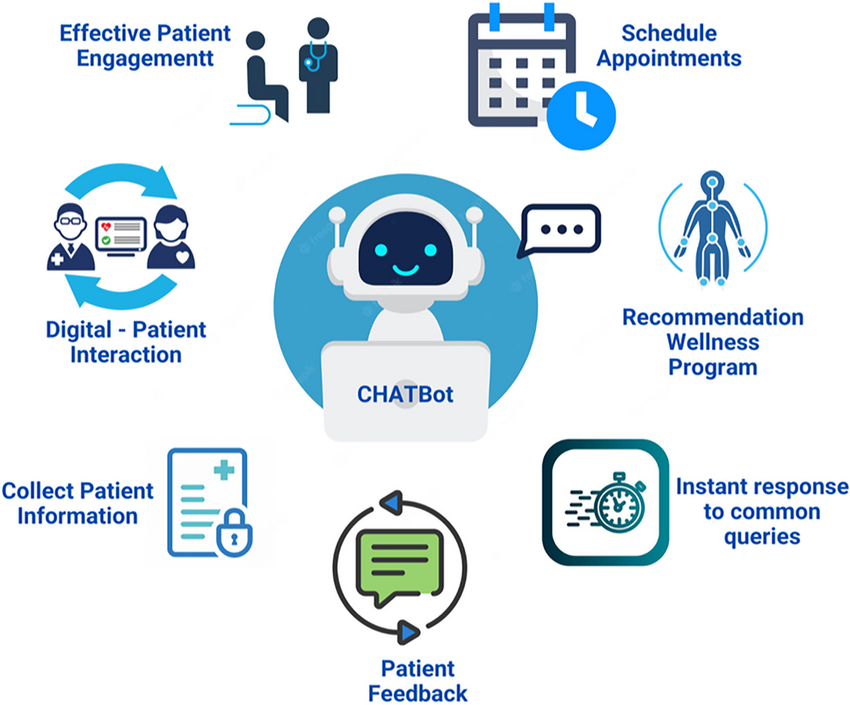 Effective Patient
Engagementt
Schedule
Appointments
Digital - Patient
Interaction
CHATBot
Recommendation
Wellness
Program
Collect Patient
Information
Instant response
to common
queries
Patient
Feedback